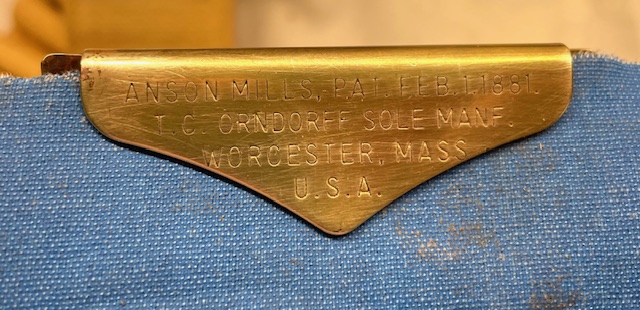 ANSON MILLS, PAT. FEB. 1.1881.
T. C. ORNDORFF SOLE MANF.
WORCESTER, MASS
U.S.A.